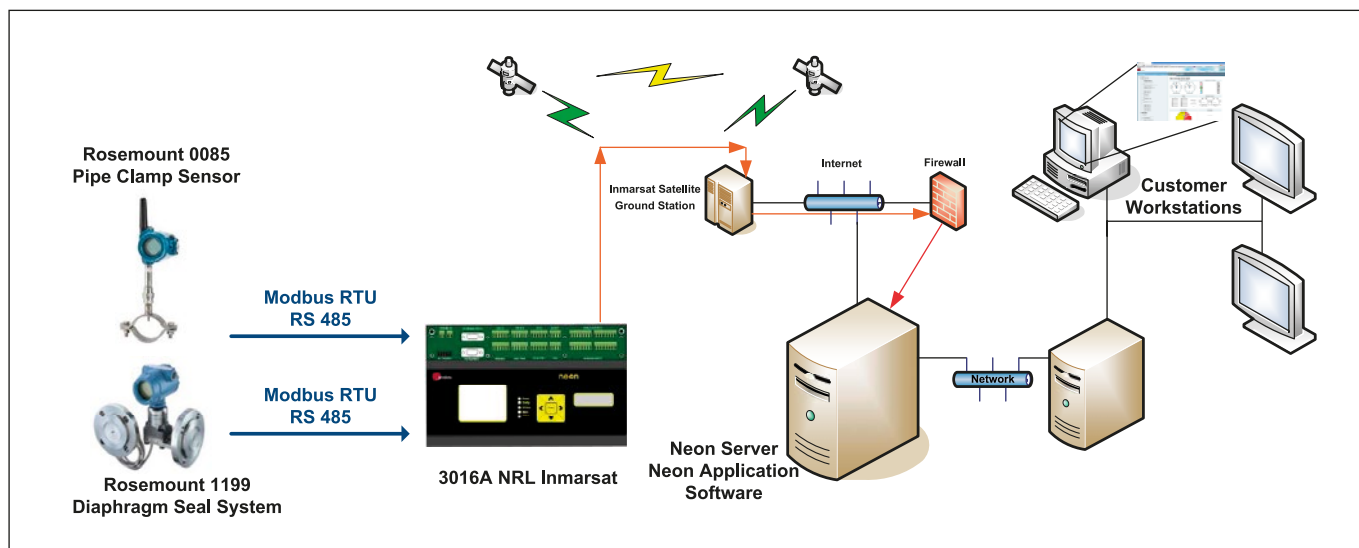 Rosemount 0085
Pipe Clamp Sensor
Modbus RTU
RS 485
Modbus RTU
RS 485
Rosemount 1199
Diaphragm Seal System
neon
3016A NRL Inmarsat
Inmarsat Satellite
Ground Station
Internet
Firewall
Customer
Workstations
Network
Neon Server
Neon Application
Software